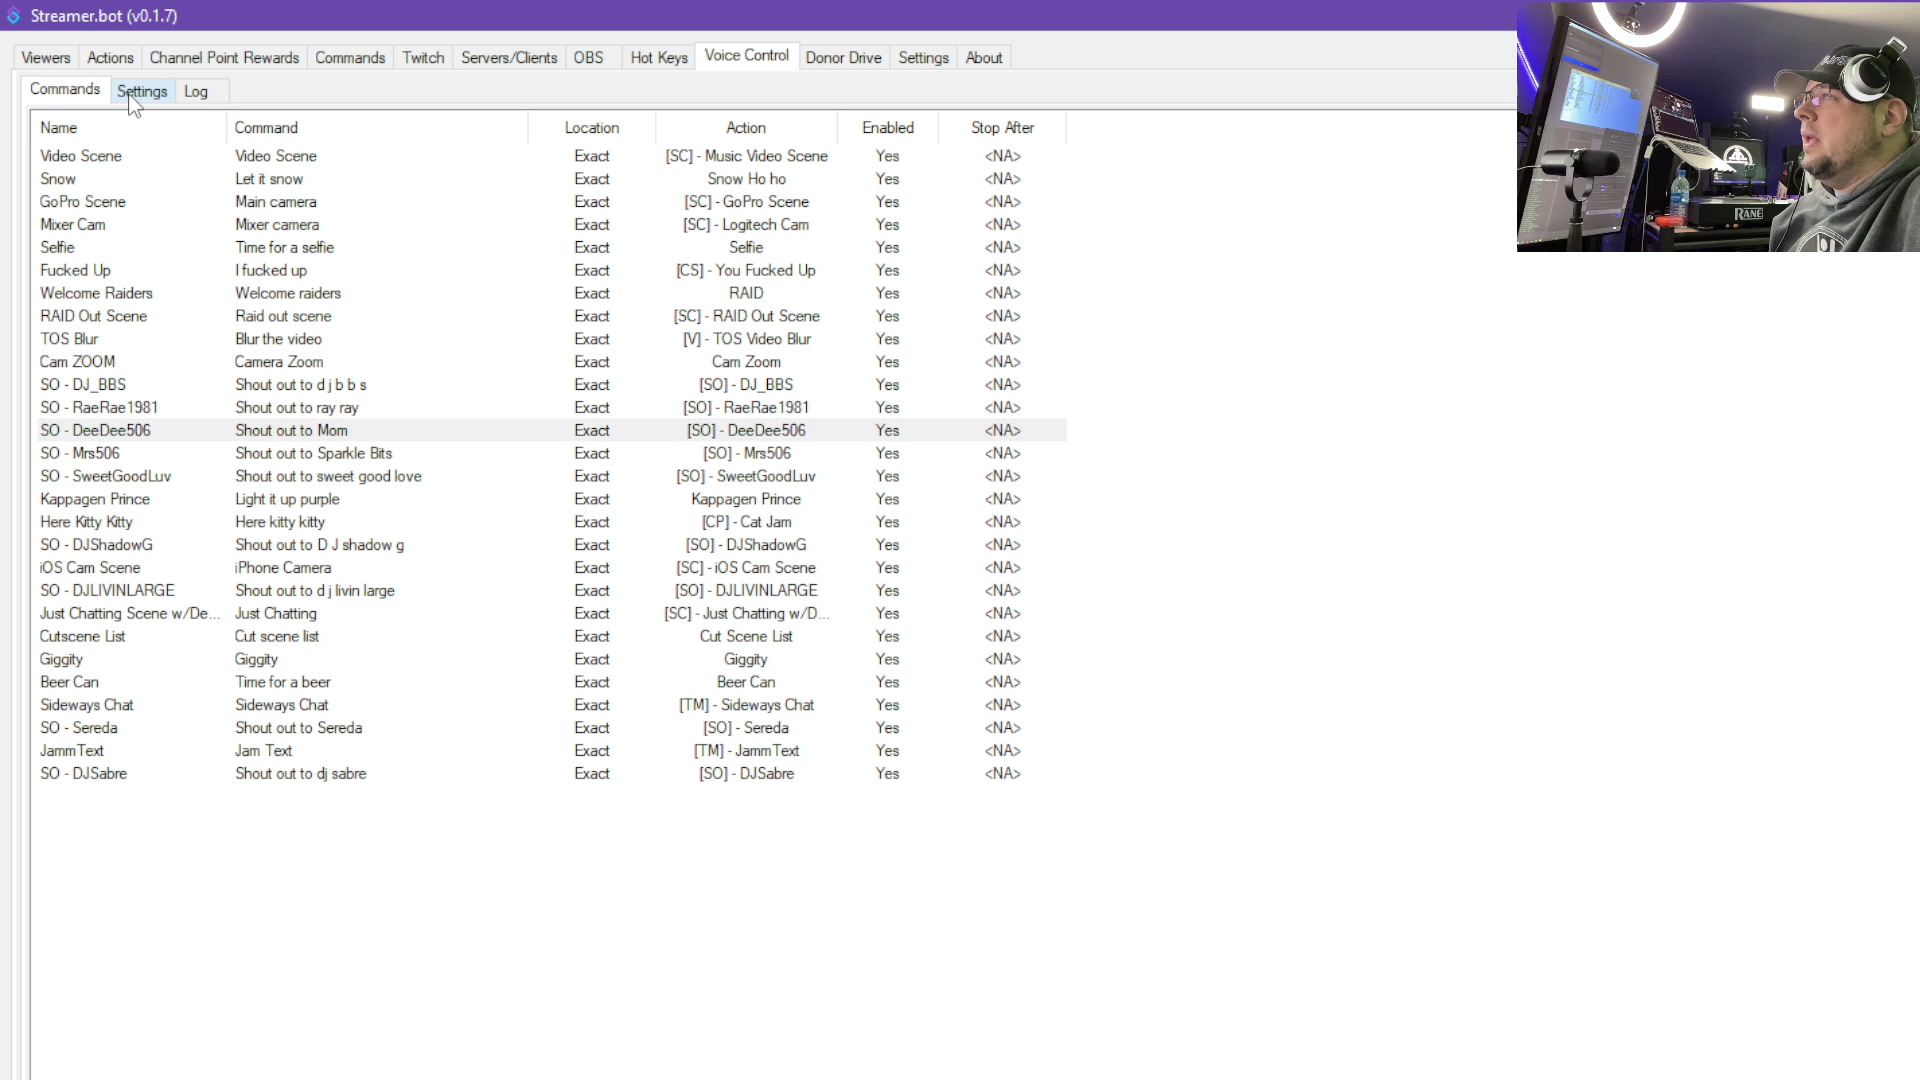 Streamer.bot (v0.1.7)
Viewers Actions Channel Point Rewards Commands Twitch Servers/Clients OBS Hot Keys Voice Control Donor Drive Settings About
Commands Settings Log
Name Command Location Action Enabled Stop After
Video Scene Video Scene Exact [SC] - Music Video Scene Yes <NA>
Snow Let it snow Exact Snow Ho ho Yes <NA>
GoPro Scene Main camera Exact [SC] - GoPro Scene Yes <NA>
Mixer Cam Mixer camera Exact [SC] - Logitech Cam Yes <NA>
Selfie Time for a selfie Exact Selfie Yes <NA>
Fucked Up I fucked up Exact [CS] - You Fucked Up Yes <NA>
Welcome Raiders Welcome raiders Exact RAID Yes <NA>
RAID Out Scene Raid out scene Exact [SC] - RAID Out Scene Yes <NA>
TOS Blur Blur the video Exact [V] - TOS Video Blur Yes <NA>
Cam ZOOM Camera Zoom Exact Cam Zoom Yes <NA>
SO - DJ_BBS Shout out to d j b b s Exact [SO] - DJ_BBS Yes <NA>
SO - RaeRae1981 Shout out to ray ray Exact [SO] - RaeRae1981 Yes <NA>
SO - DeeDee506 Shout out to Mom Exact [SO] - DeeDee506 Yes <NA>
SO - Mrs506 Shout out to Sparkle Bits Exact [SO] - Mrs506 Yes <NA>
SO - SweetGoodLuv Shout out to sweet good love Exact [SO] - SweetGoodLuv Yes <NA>
Kappagen Prince Light it up purple Exact Kappagen Prince Yes <NA>
Here Kitty Kitty Here kitty kitty Exact [CP] - Cat Jam Yes <NA>
SO - DJShadowG Shout out to D J shadow g Exact [SO] - DJShadowG Yes <NA>
iOS Cam Scene iPhone Camera Exact [SC] - iOS Cam Scene Yes <NA>
SO - DJLIVINLARGE Shout out to d j livin large Exact [SO] - DJLIVINLARGE Yes <NA>
Just Chatting Scene w/De... Just Chatting Exact [SC] - Just Chatting w/D... Yes <NA>
Cutscene List Cut scene list Exact Cut Scene List Yes <NA>
Giggity Giggity Exact Giggity Yes <NA>
Beer Can Time for a beer Exact Beer Can Yes <NA>
Sideways Chat Sideways Chat Exact [TM] - Sideways Chat Yes <NA>
SO - Sereda Shout out to Sereda Exact [SO] - Sereda Yes <NA>
JammText Jam Text Exact [TM] - JammText Yes <NA>
SO - DJSabre Shout out to dj sabre Exact [SO] - DJSabre Yes <NA>
RANE